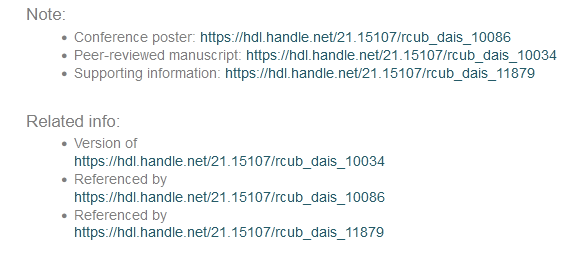 Note:
Conference poster: https://hdl.handle.net/21.15107/rcub_dais_10086
Peer-reviewed manuscript: https://hdl.handle.net/21.15107/rcub_dais_10034
Supporting information: https://hdl.handle.net/21.15107/rcub_dais_11879
Related info:
Version of
https://hdl.handle.net/21.15107/rcub_dais_10034
Referenced by
https://hdl.handle.net/21.15107/rcub_dais_10086
Referenced by
https://hdl.handle.net/21.15107/rcub_dais_11879